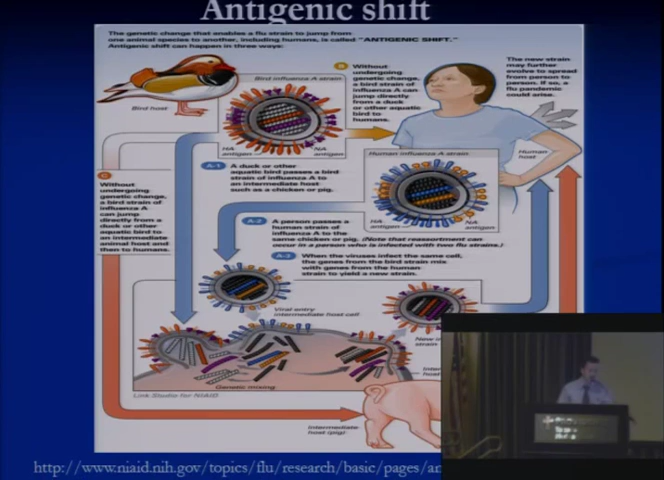 Antigenic shift
The genetic change that enables a flu strain to jump from
one animal species to another, including humans, is called "ANTIGENIC SHIFT."
Antigenic shift can happen in three ways:
Bird influenza A strain
Bird host
HA
antigen
NA
antigen
B
Without
undergoing
genetic change,
a bird strain of
influenza A can
jump directly
from a duck
or other aquatic
bird to
humans.
The new strain
may further
evolve to spread
from person to
person. If so, a
flu pandemic
could arise.
Human
host
Human influenza A strain
HA
antigen
NA
antigen
A-1
A duck or other
aquatic bird passes a bird
strain of influenza A to
an intermediate host
such as a chicken or pig.
C
Without
undergoing
genetic change,
a bird strain of
influenza A
can jump
directly from a
duck or other
aquatic bird to
an intermediate
animal host and
then to humans.
A-2
A person passes a
human strain of
influenza A to the
same chicken or pig. (Note that reassortment can
occur in a person who is infected with two flu strains.)
A-3
When the viruses infect the same cell,
the genes from the bird strain mix
with genes from the human
strain to yield a new strain.
Viral entry
intermediate host cell
Genetic mixing
Link Studio for NIAID
Intermediate
host (pig)
http://www.niaid.nih.gov/topics/flu/research/basic/pages/an